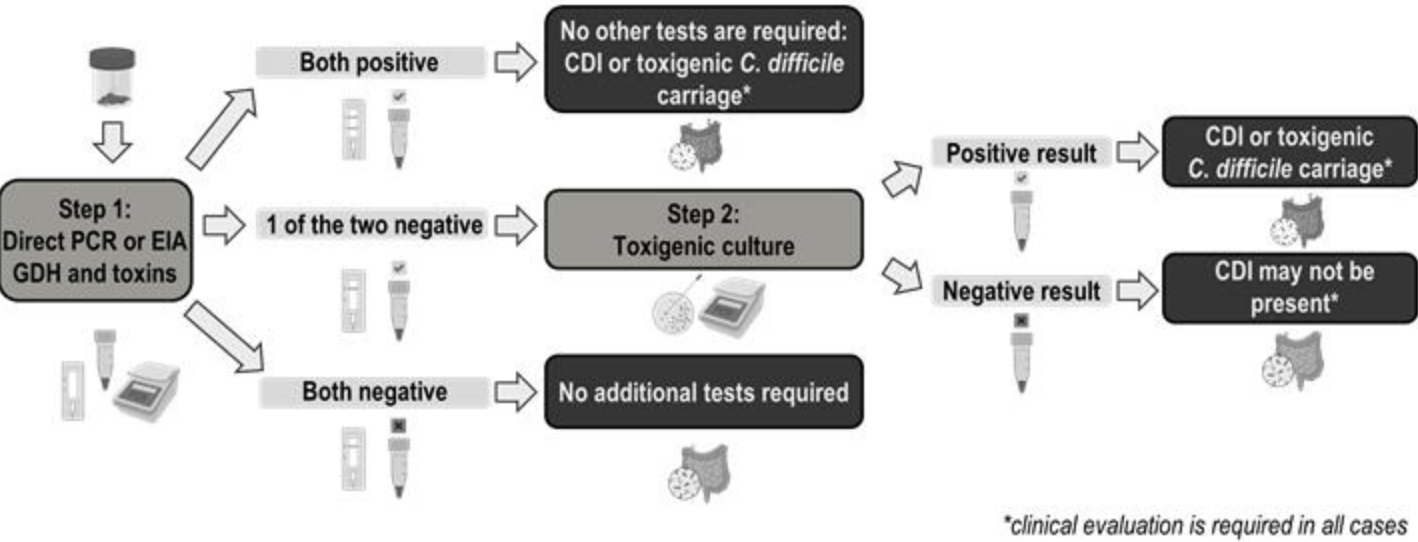 Step 1:
Direct PCR or EIA
GDH and toxins
Both positive
No other tests are required:
CDI or toxigenic C. difficile
carriage*
1 of the two negative
Step 2:
Toxigenic culture
Positive result
CDI or toxigenic
C. difficile carriage*
Negative result
CDI may not be
present*
Both negative
No additional tests required
*clinical evaluation is required in all cases